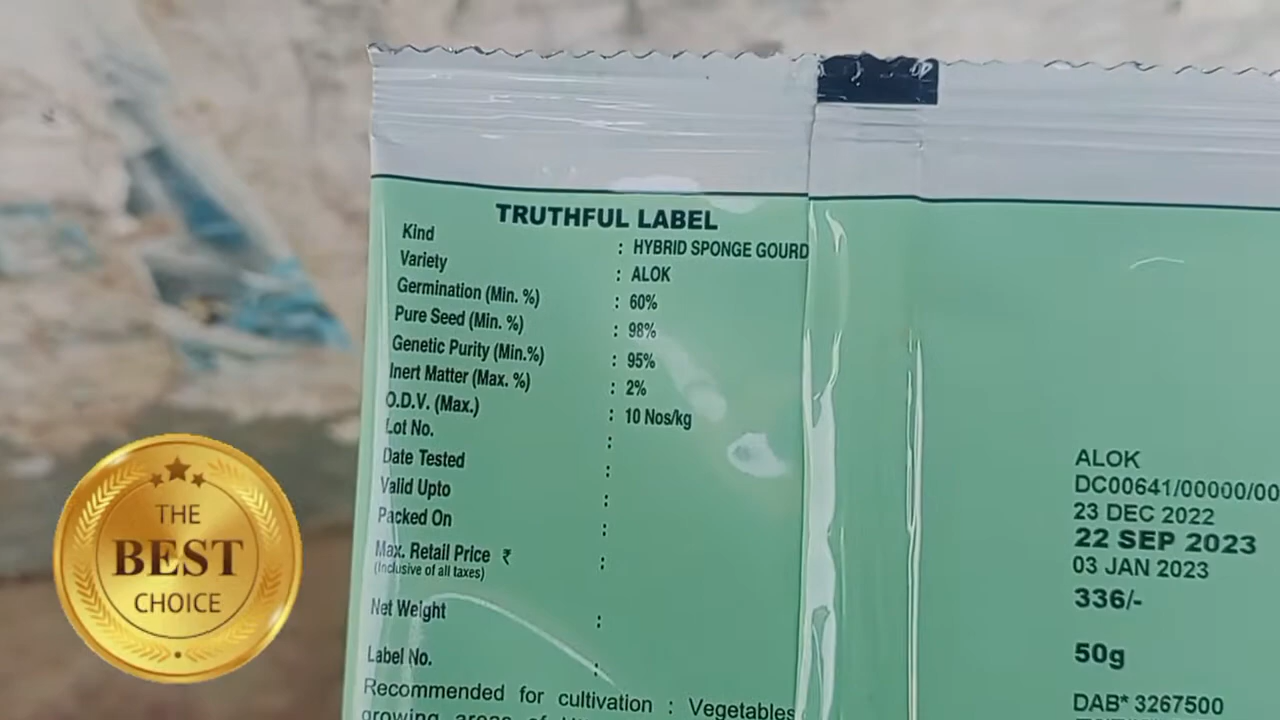 TRUTHFUL LABEL
Kind : HYBRID SPONGE GOURD
Variety : ALOK
Germination (Min. %) : 60%
Pure Seed (Min. %) : 98%
Genetic Purity (Min.%) : 95%
Inert Matter (Max. %) : 2%
O.D.V. (Max.) : 10 Nos/kg
Lot No. :
Date Tested :
Valid Upto :
Packed On :
Max. Retail Price ₹ :
(Inclusive of all taxes)
Net Weight :
Label No. :
Recommended for cultivation : Vegetables
growing areas of
ALOK
DC00641/00000/00
23 DEC 2022
22 SEP 2023
03 JAN 2023
336/-
50g
DAB* 3267500
THE
BEST
CHOICE